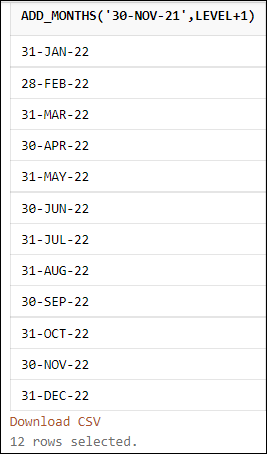 ADD_MONTHS('30-NOV-21',LEVEL+1)
31-JAN-22
28-FEB-22
31-MAR-22
30-APR-22
31-MAY-22
30-JUN-22
31-JUL-22
31-AUG-22
30-SEP-22
31-OCT-22
30-NOV-22
31-DEC-22
Download CSV
12 rows selected.